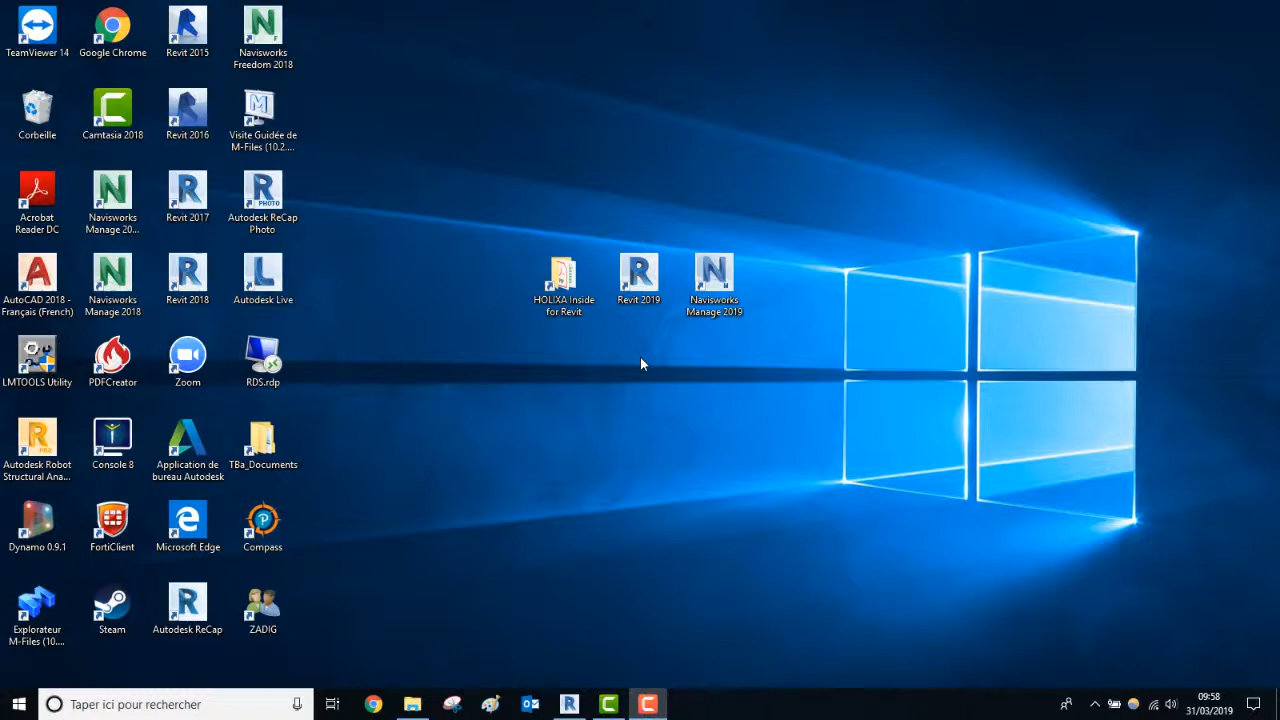 TeamViewer 14
Google Chrome
Revit 2015
Navisworks
Freedom 2018
Corbeille
Camtasia 2018
Revit 2016
Visite Guidée de
M-Files (10.2....
Acrobat
Reader DC
Navisworks
Manage 20...
Revit 2017
PHOTO
Autodesk ReCap
Photo
AutoCAD 2018 -
Français (French)
Navisworks
Manage 2018
Revit 2018
Autodesk Live
HOLIXA Inside
for Revit
Revit 2019
Navisworks
Manage 2019
LMTOOLS Utility
PDFCreator
Zoom
RDS.rdp
PRO
Autodesk Robot
Structural Ana...
Console 8
Application de
bureau Autodesk
TBa_Documents
Dynamo 0.9.1
FortiClient
Microsoft Edge
Compass
Explorateur
M-Files (10....
Steam
Autodesk ReCap
ZADIG
Taper ici pour rechercher
09:58
31/03/2019